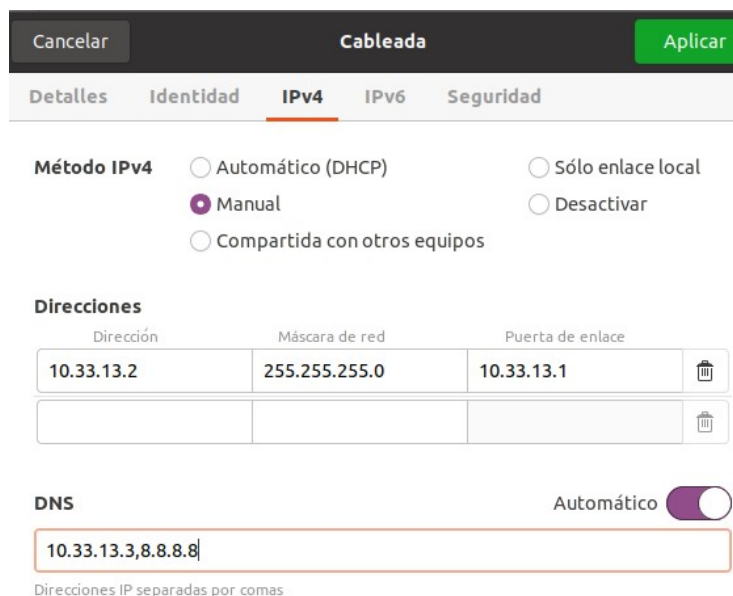 Cancelar Cableada Aplicar
Detalles Identidad IPv4 IPv6 Seguridad
Método IPv4 Automático (DHCP) Sólo enlace local
Manual Desactivar
Compartida con otros equipos
Direcciones
Dirección Máscara de red Puerta de enlace
10.33.13.2 255.255.255.0 10.33.13.1
DNS Automático
10.33.13.3,8.8.8.8
Direcciones IP separadas por comas